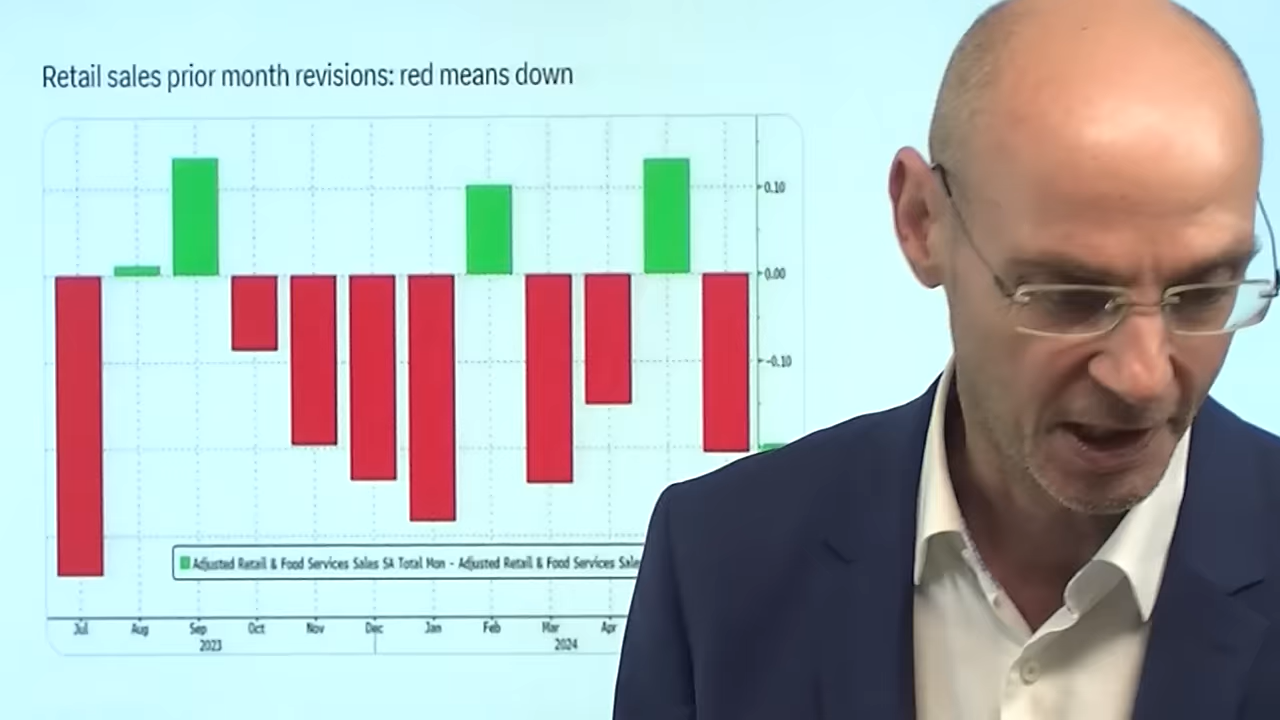 Retail sales prior month revisions: red means down
0.10
0.00
-0.10
Adjusted Retail & Food Services Sales SA Total Mon - Adjusted Retail & Food Services Sale
Jul Aug Sep Oct Nov Dec Jan Feb Mar Apr
2023 2024